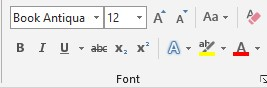 Book Antiqua 12 A A Aa A
B I U abc X₂ X² A ab A
Font